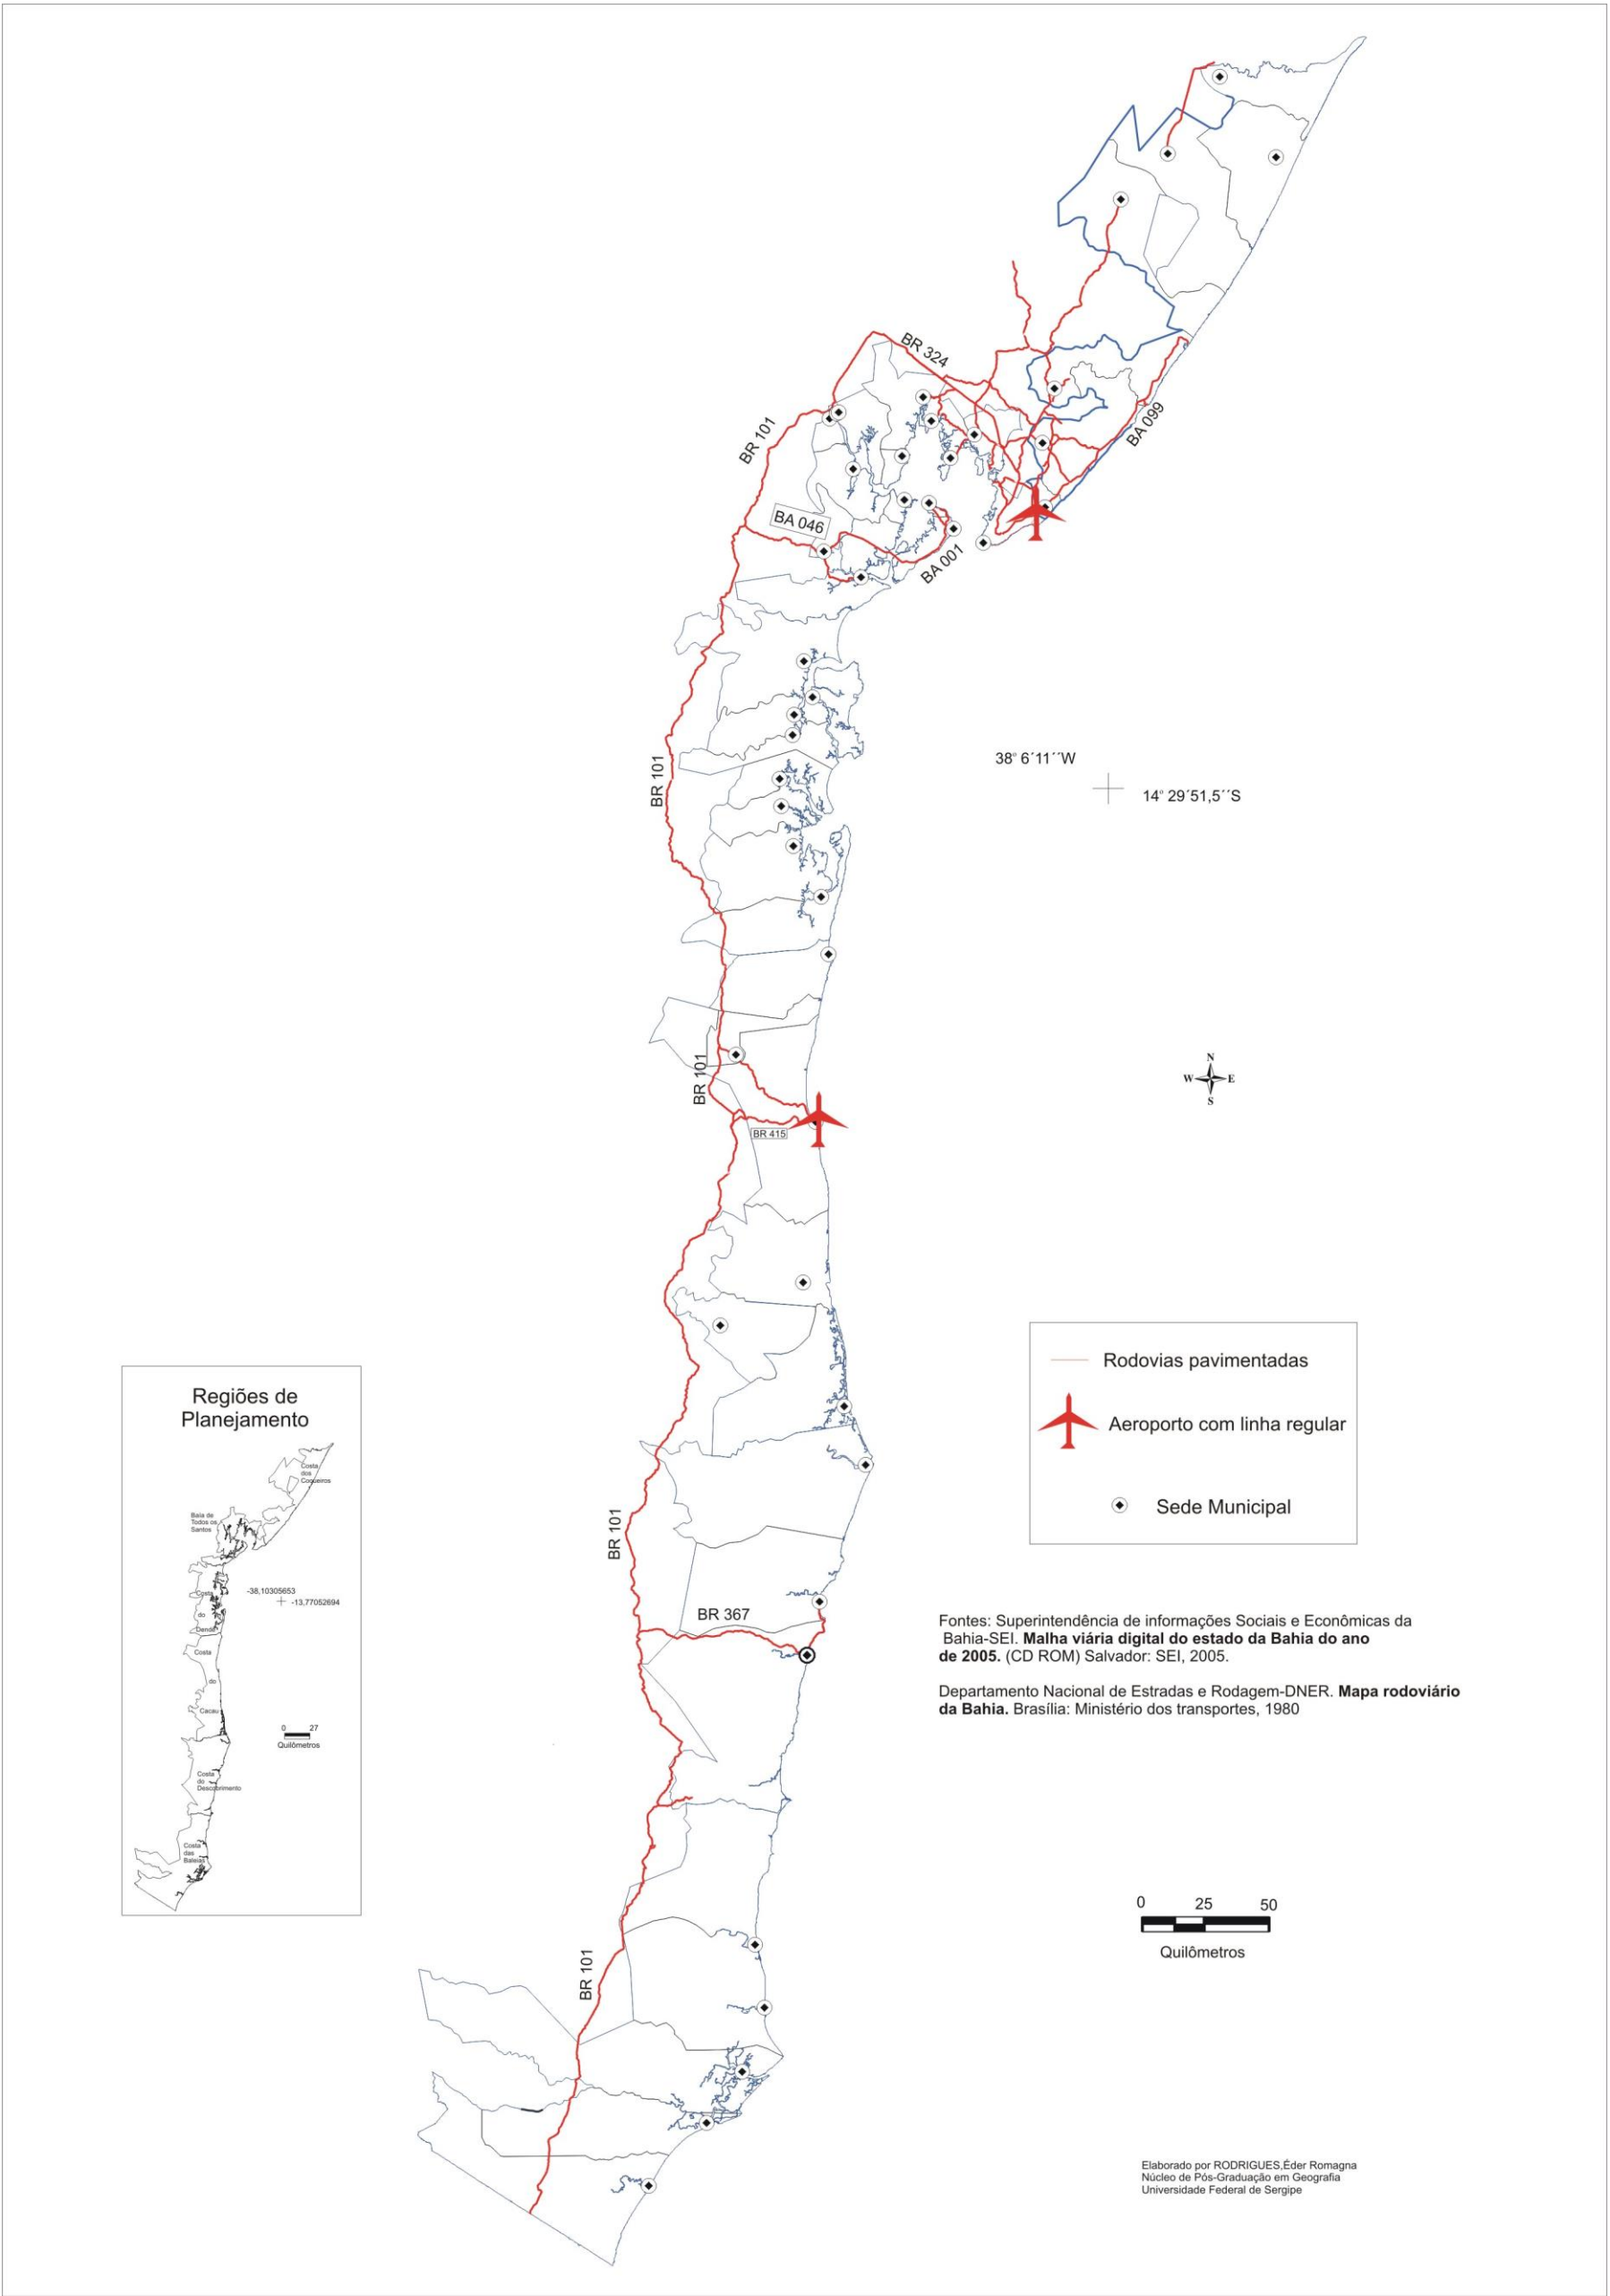 BR 324
BR 101
BA 099
BA 046
BA 001
38° 6´11´´W
14° 29´51,5´´S
BR 101
N
W E
S
BR 101
BR 415
Rodovias pavimentadas
Aeroporto com linha regular
Sede Municipal
Regiões de
Planejamento
Costa
dos
Coqueiros
Baía de
Todos os
Santos
Costa
do
Dendê
-38,10305653
-13,77052694
Costa
do
Cacau
0 27
Quilômetros
Costa
do
Descobrimento
Costa
das
Baleias
BR 101
BR 367
Fontes: Superintendência de informações Sociais e Econômicas da
Bahia-SEI. Malha viária digital do estado da Bahia do ano
de 2005. (CD ROM) Salvador: SEI, 2005.
Departamento Nacional de Estradas e Rodagem-DNER. Mapa rodoviário
da Bahia. Brasília: Ministério dos transportes, 1980
0 25 50
Quilômetros
BR 101
Elaborado por RODRIGUES,Éder Romagna
Núcleo de Pós-Graduação em Geografia
Universidade Federal de Sergipe